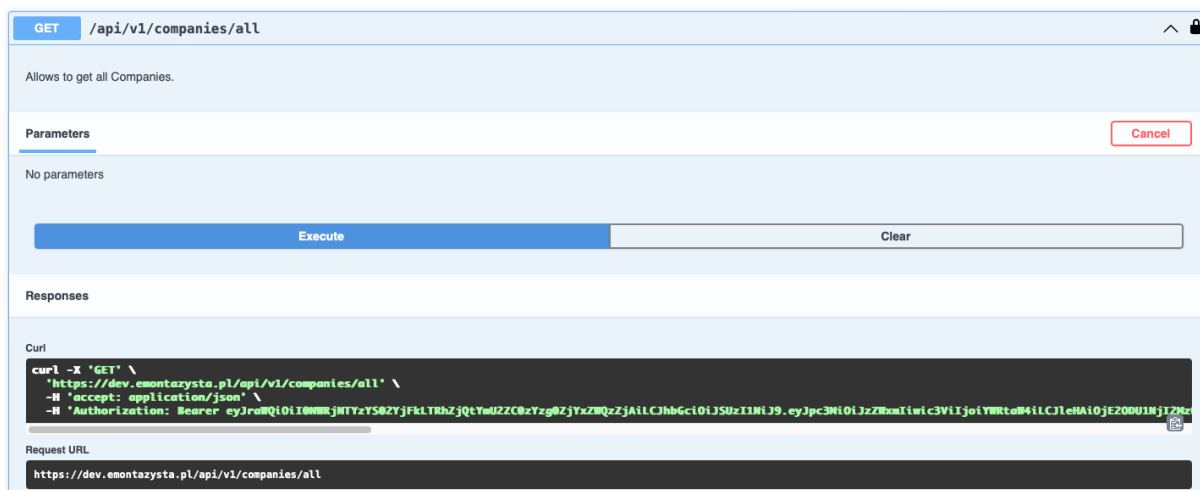 GET /api/v1/companies/all
Allows to get all Companies.
Parameters
Cancel
No parameters
Execute
Clear
Responses
Curl
curl -X 'GET' \
'https://dev.emontazysta.pl/api/v1/companies/all' \
-H 'accept: application/json' \
-H 'Authorization: Bearer
Request URL
https://dev.emontazysta.pl/api/v1/companies/all